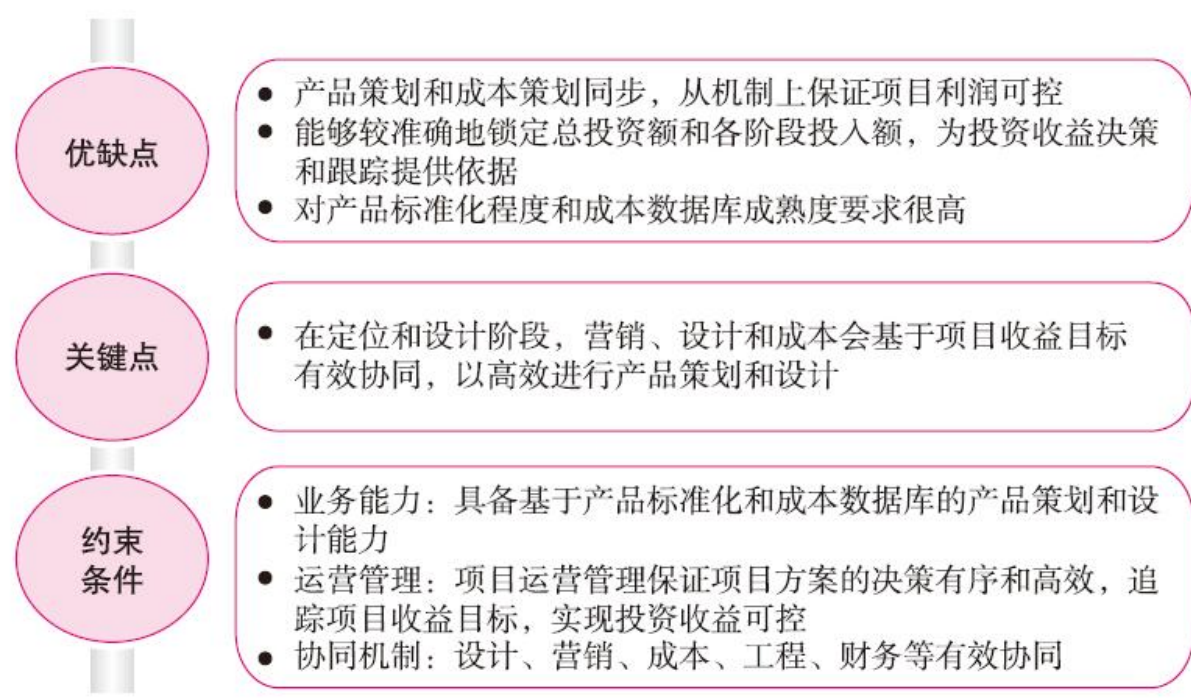 优缺点
● 产品策划和成本策划同步，从机制上保证项目利润可控
● 能够较准确地锁定总投资额和各阶段投入额，为投资收益决策
和跟踪提供依据
● 对产品标准化程度和成本数据库成熟度要求很高
关键点
● 在定位和设计阶段，营销、设计和成本会基于项目收益目标
有效协同，以高效进行产品策划和设计
约束
条件
● 业务能力：具备基于产品标准化和成本数据库的产品策划和设
计能力
● 运营管理：项目运营管理保证项目方案的决策有序和高效，追
踪项目收益目标，实现投资收益可控
● 协同机制：设计、营销、成本、工程、财务等有效协同